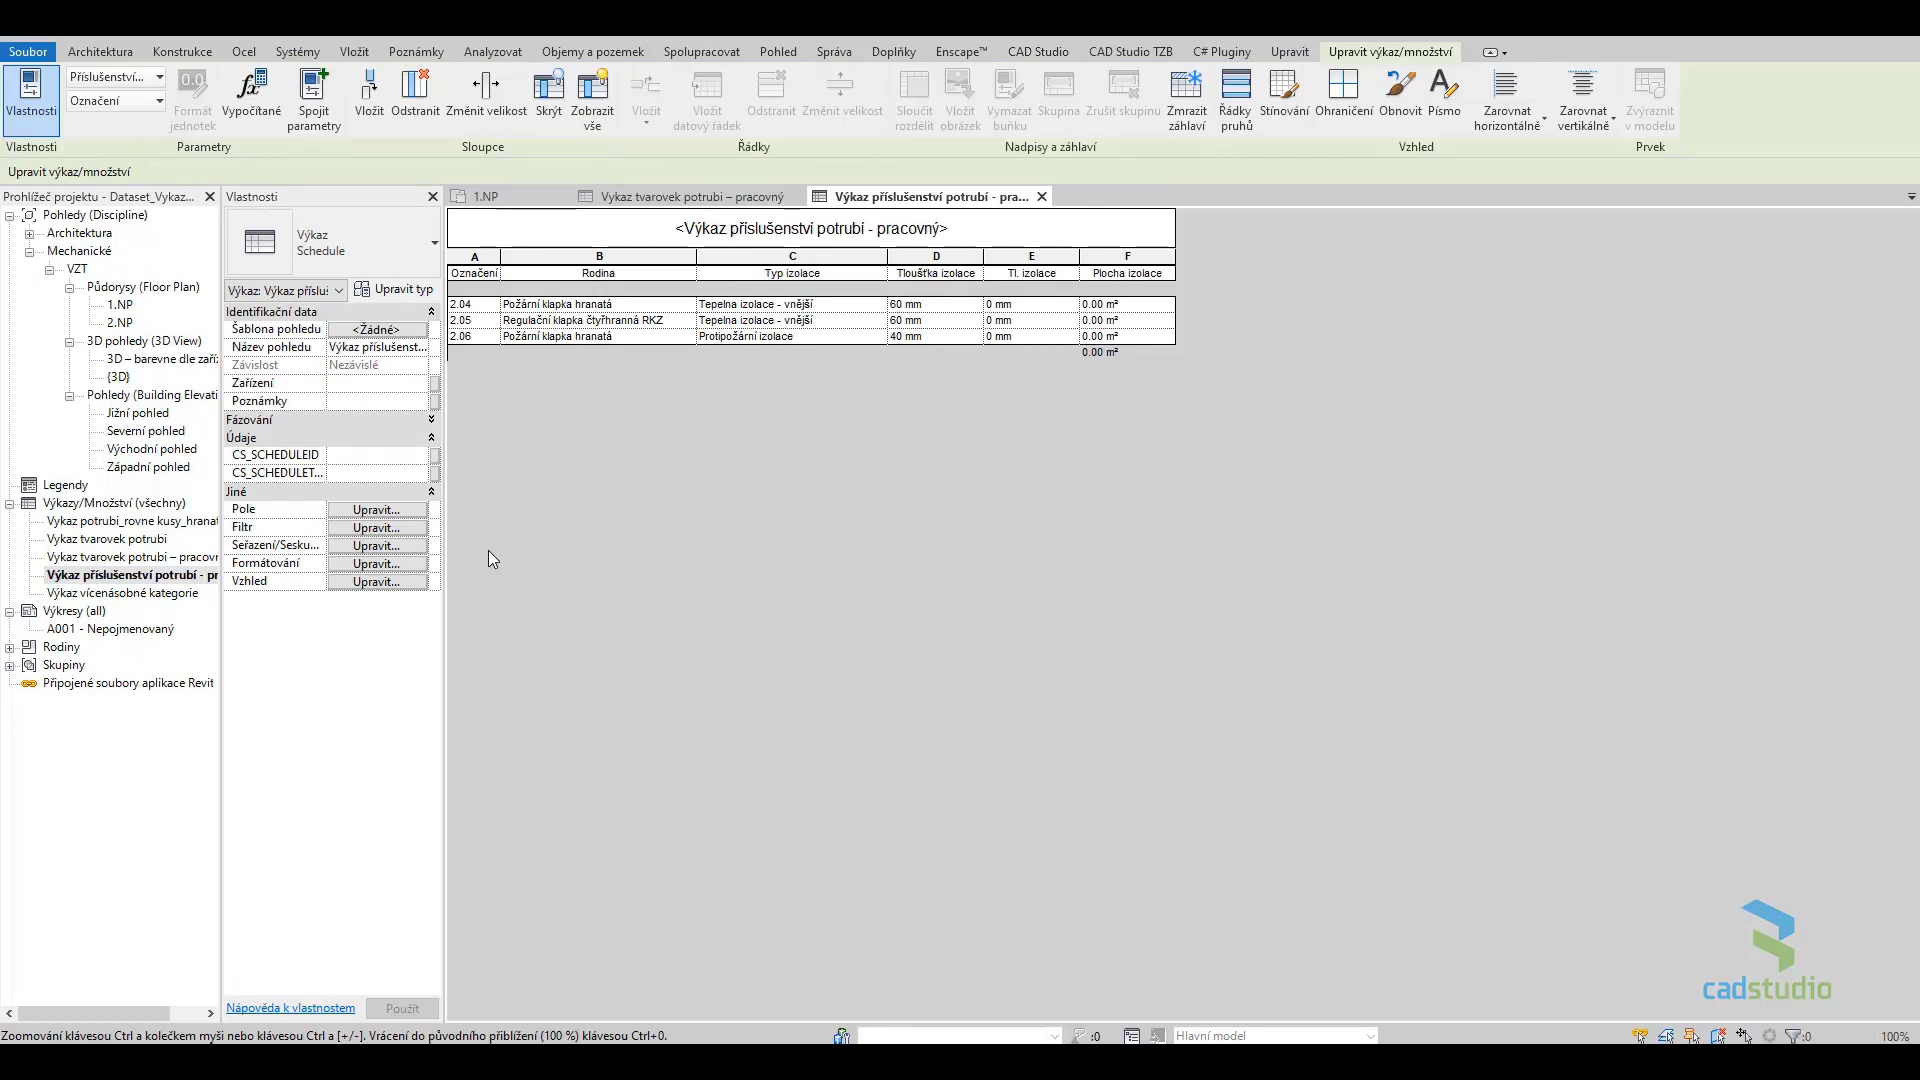 Soubor Architektura Konstrukce Ocel Systémy Vložit Poznámky Analyzovat Objemy a pozemek Spolupracovat Pohled Správa Doplňky Enscape™ CAD Studio CAD Studio TZB C# Pluginy Upravit Upravit výkaz/množství
Vlastnosti
Příslušenství...
Označení
Formát jednotek
Vypočítané
Spojit parametry
Vložit
Odstranit
Změnit velikost
Skrýt
Zobrazit vše
Vložit
Vložit datový řádek
Odstranit
Změnit velikost
Sloučit rozdělit
Vložit obrázek
Vymazat buňku
Skupina
Zrušit skupinu
Zmrazit záhlaví
Řádky pruhů
Stínování
Ohraničení
Obnovit
Písmo
Zarovnat horizontálně
Zarovnat vertikálně
Zvýraznit v modelu
Vlastnosti Parametry Sloupce Řádky Nadpisy a záhlaví Vzhled Prvek
Upravit výkaz/množství
Prohlížeč projektu - Dataset_Vykaz...
Pohledy (Discipline)
Architektura
Mechanické
VZT
Půdorysy (Floor Plan)
1.NP
2.NP
3D pohledy (3D View)
3D – barevne dle zaří
{3D}
Pohledy (Building Elevati
Jižní pohled
Severní pohled
Východní pohled
Západní pohled
Legendy
Výkazy/Množství (všechny)
Vykaz potrubi_rovne kusy_hranat
Vykaz tvarovek potrubi
Vykaz tvarovek potrubi – pracovn
Výkaz příslušenství potrubí - pr
Výkaz vícenásobné kategorie
Výkresy (all)
A001 - Nepojmenovaný
Rodiny
Skupiny
Připojené soubory aplikace Revit
Vlastnosti
Výkaz
Schedule
Výkaz: Výkaz příslu: Upravit typ
Identifikační data
Šablona pohledu <Žádné>
Název pohledu Výkaz příslušenst...
Závislost Nezávislé
Zařízení
Poznámky
Fázování
Údaje
CS_SCHEDULEID
CS_SCHEDULET...
Jiné
Pole Upravit...
Filtr Upravit...
Seřazení/Sesku... Upravit...
Formátování Upravit...
Vzhled Upravit...
Nápověda k vlastnostem Použít
1.NP Vykaz tvarovek potrubi – pracovný Výkaz příslušenství potrubí - pra...
<Výkaz příslušenství potrubí - pracovný>
A B C D E F
Označení Rodina Typ izolace Tloušťka izolace Tl. izolace Plocha izolace
2.04 Požární klapka hranatá Tepelna izolace - vnější 60 mm 0 mm 0.00 m²
2.05 Regulační klapka čtyřhranná RKZ Tepelna izolace - vnější 60 mm 0 mm 0.00 m²
2.06 Požární klapka hranatá Protipožární izolace 40 mm 0 mm 0.00 m²
0.00 m²
cadstudio
Zoomování klávesou Ctrl a kolečkem myši nebo klávesou Ctrl a [+/-]. Vrácení do původního přiblížení (100 %) klávesou Ctrl+0. :0 Hlavní model :0 100%